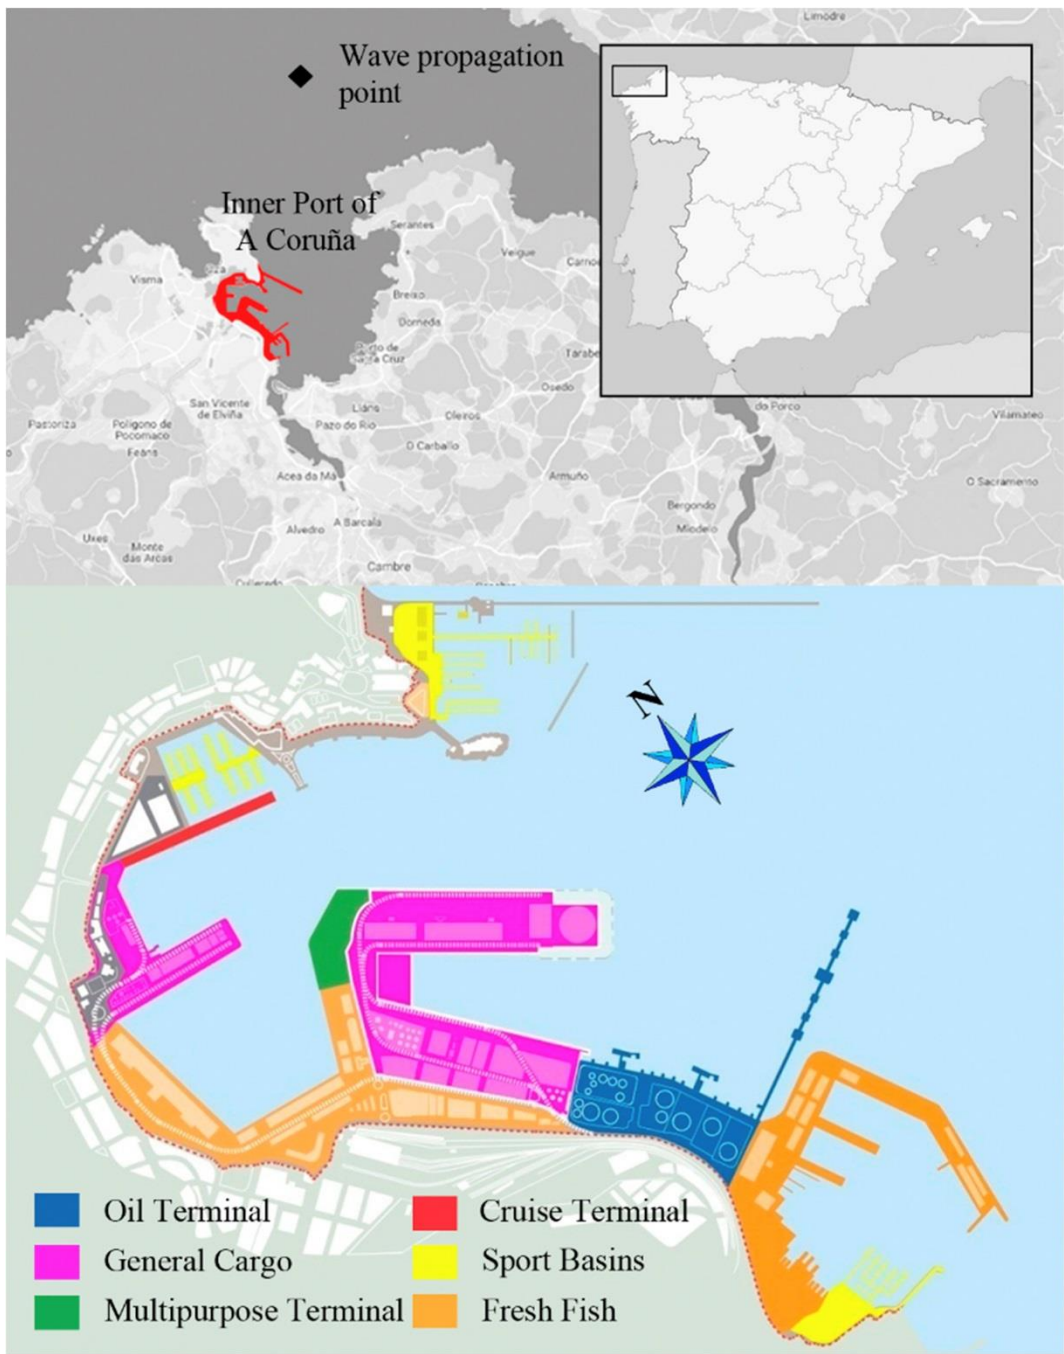 Limodre
Wave propagation
point
Inner Port of
A Coruña
Serantes
Veigue
Visma
Breixo
Dorneda
Santa Cruz
Tarabe
Osedo
San Vicente
de Elviña
Liáns
Oleiros
do Porco
Vilamateo
Pastoriza
Polígono de
Pocomaco
Pazo do Río
Feáns
O Carballo
Acea da Má
Armuño
O Sacramento
Bergondo
Alvedro
A Barcala
Miodelo
Uxes
Monte
das Arcas
Cambre
Culleredo
N
Oil Terminal
Cruise Terminal
General Cargo
Sport Basins
Multipurpose Terminal
Fresh Fish